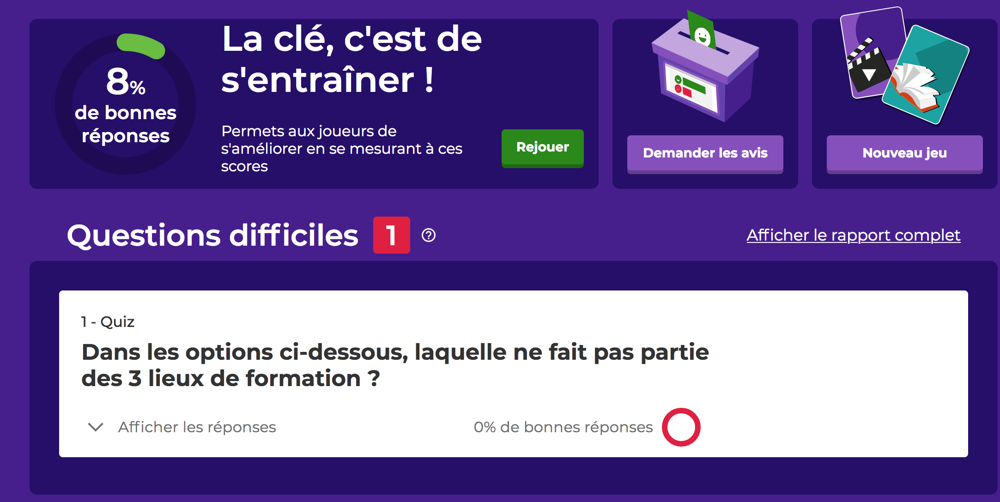 8%
de bonnes
réponses
La clé, c'est de
s'entraîner !
Permets aux joueurs de
s'améliorer en se mesurant à ces
scores
Rejouer
Demander les avis
Nouveau jeu
Questions difficiles 1 ?
Afficher le rapport complet
1 - Quiz
Dans les options ci-dessous, laquelle ne fait pas partie
des 3 lieux de formation ?
Afficher les réponses
0% de bonnes réponses